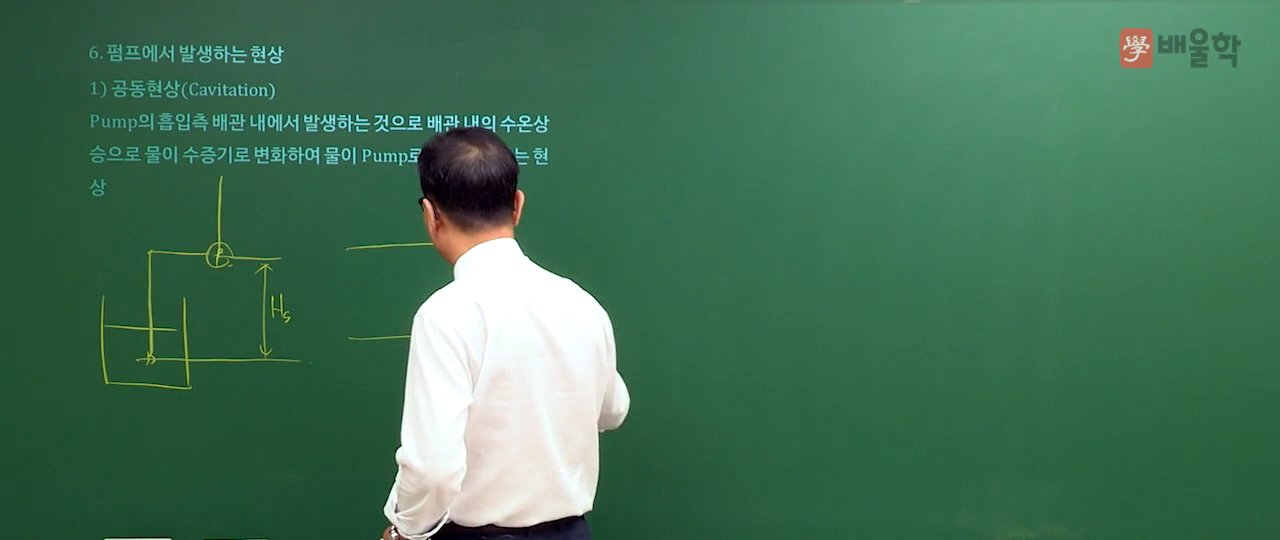 6. 펌프에서 발생하는 현상
1) 공동현상(Cavitation)
Pump의 흡입측 배관 내에서 발생하는 것으로 배관 내의 수온상
승으로 물이 수증기로 변화하여 물이 Pump로 는 현
상
P
Hs
學 배울학